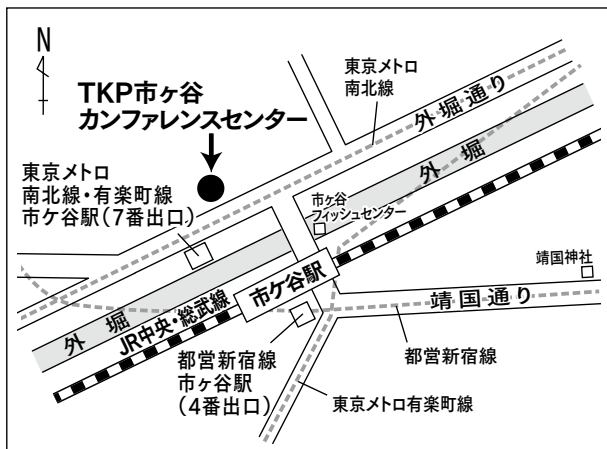 N
TKP市ヶ谷
カンファレンスセンター
東京メトロ
南北線
外堀通り
外堀
東京メトロ
南北線・有楽町線
市ケ谷駅(7番出口)
市ヶ谷
フィッシュセンター
靖国神社
市ケ谷駅
靖国通り
外堀
JR中央・総武線
都営新宿線
市ヶ谷駅
(4番出口)
都営新宿線
東京メトロ有楽町線